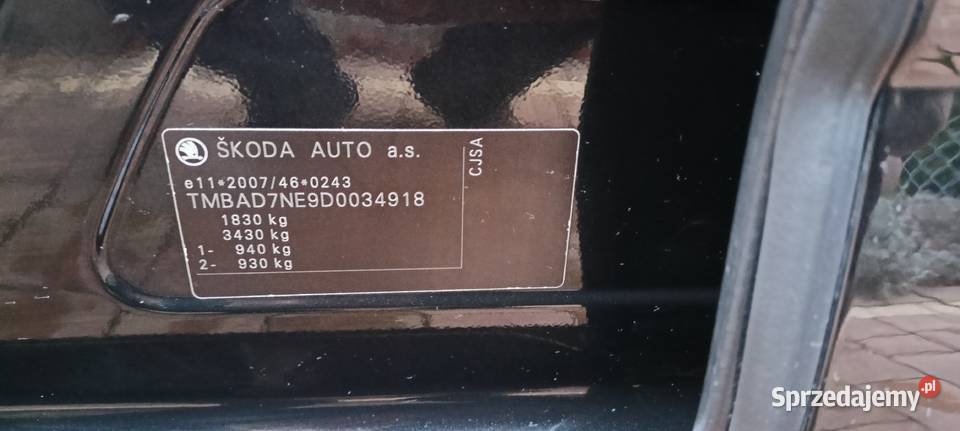 ŠKODA AUTO a.s.
e11*2007/46*0243
TMBAD7NE9D0034918
1830 kg
3430 kg
1- 940 kg
2- 930 kg
CJSA
Sprzedajemy.pl